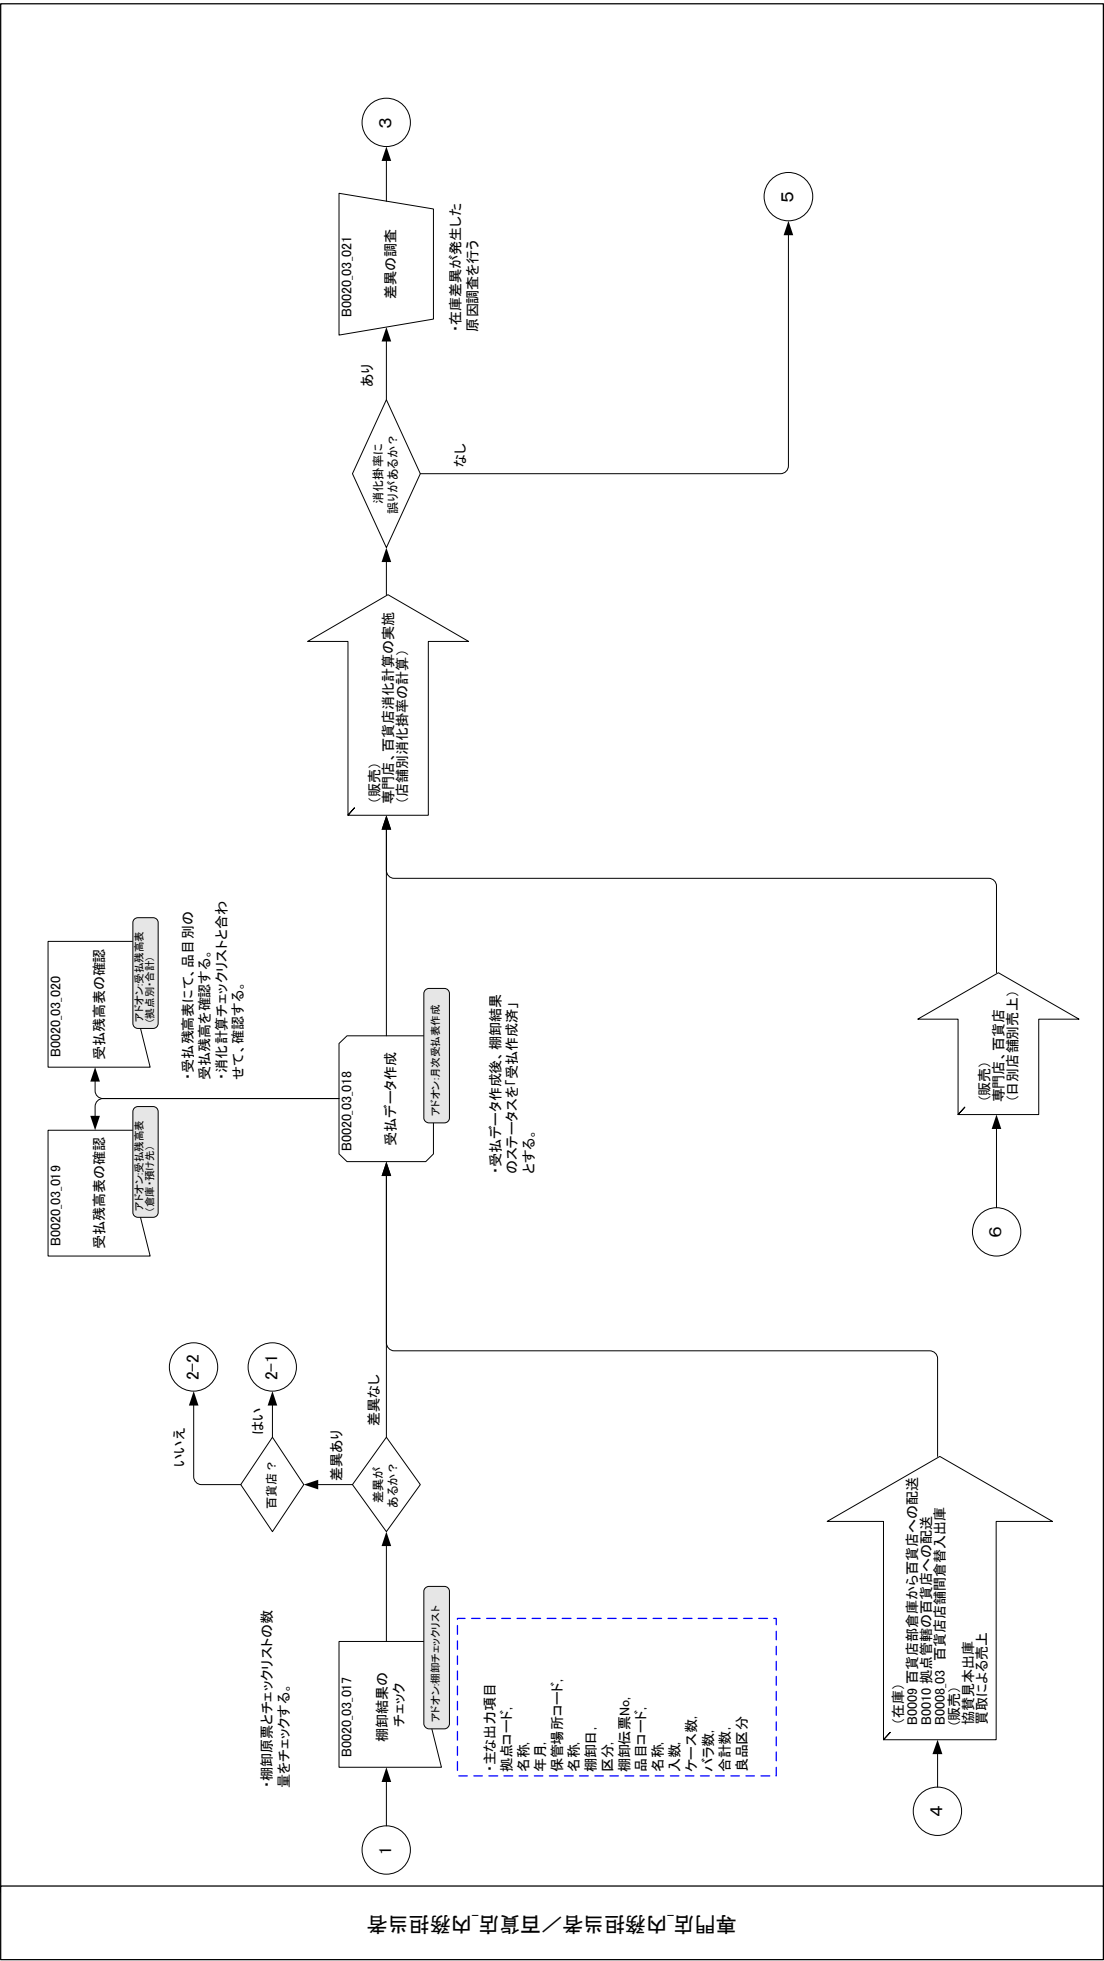 専門店_内務担当者／百貨店_内務担当者
1
・棚卸原票とチェックリストの数
量をチェックする。
B0020_03_017
棚卸結果の
チェック
アドオン:棚卸チェックリスト
・主な出力項目
拠点コード,
名称,
年月,
保管場所コード,
名称,
棚卸日,
区分,
棚卸伝票No,
品目コード,
名称,
入数,
ケース数,
バラ数,
合計数,
良品区分
差異が
あるか？
差異あり
差異なし
百貨店？
いいえ
はい
2-2
2-1
4
（在庫）
B0009 百貨店部倉庫から百貨店への配送
B0010 拠点管轄の百貨店への配送
B0008_03 百貨店店舗間倉替入出庫
（販売）
協賛見本出庫
買取による売上
B0020_03_018
受払データ作成
アドオン:月次受払表作成
・受払データ作成後、棚卸結果
のステータスを「受払作成済」
とする。
B0020_03_019
受払残高表の確認
アドオン:受払残高表
（倉庫・預け先）
B0020_03_020
受払残高表の確認
アドオン:受払残高表
（拠点別・合計）
・受払残高表にて、品目別の
受払残高を確認する。
・消化計算チェックリストと合わ
せて、確認する。
6
（販売）
専門店、百貨店
（日別店舗別売上）
（販売）
専門店、百貨店消化計算の実施
（店舗別消化掛率の計算）
消化掛率に
誤りがあるか？
あり
なし
B0020_03_021
差異の調査
・在庫差異が発生した
原因調査を行う
3
5